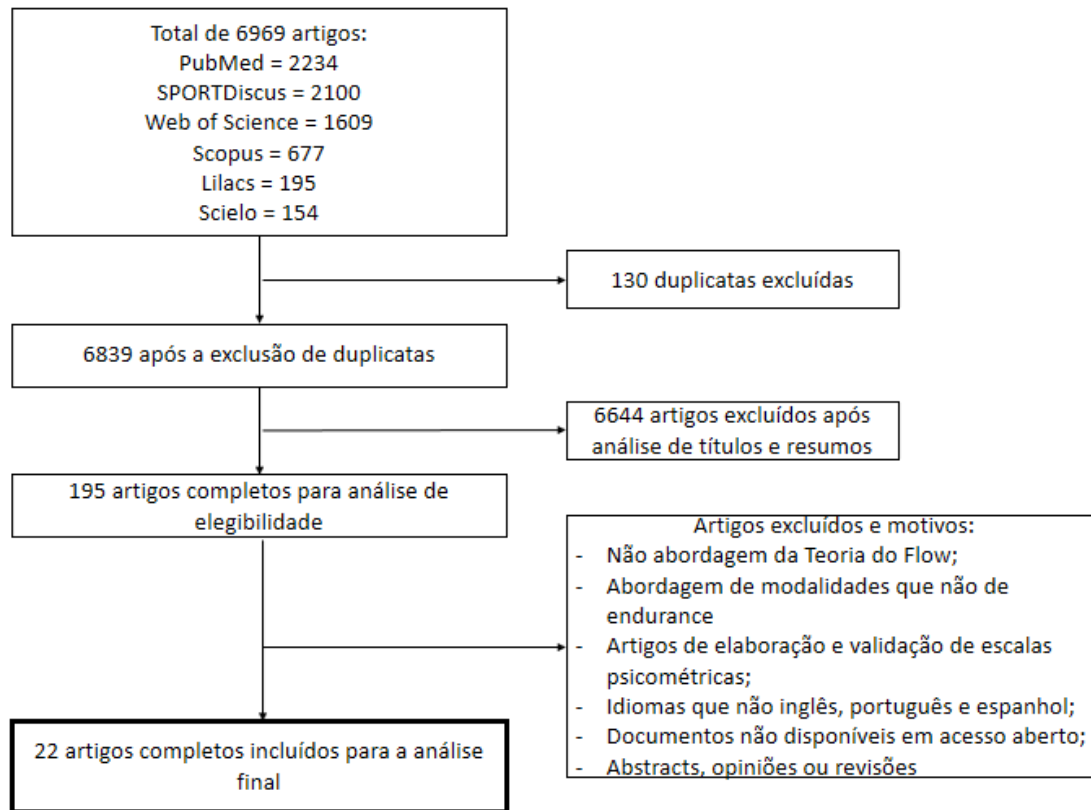 Total de 6969 artigos:
PubMed = 2234
SPORTDiscus = 2100
Web of Science = 1609
Scopus = 677
Lilacs = 195
Scielo = 154
130 duplicatas excluídas
6839 após a exclusão de duplicatas
6644 artigos excluídos após
análise de títulos e resumos
195 artigos completos para análise de
elegibilidade
Artigos excluídos e motivos:
- Não abordagem da Teoria do Flow;
- Abordagem de modalidades que não de
endurance
- Artigos de elaboração e validação de escalas
psicométricas;
- Idiomas que não inglês, português e espanhol;
- Documentos não disponíveis em acesso aberto;
- Abstracts, opiniões ou revisões
22 artigos completos incluídos para a análise
final